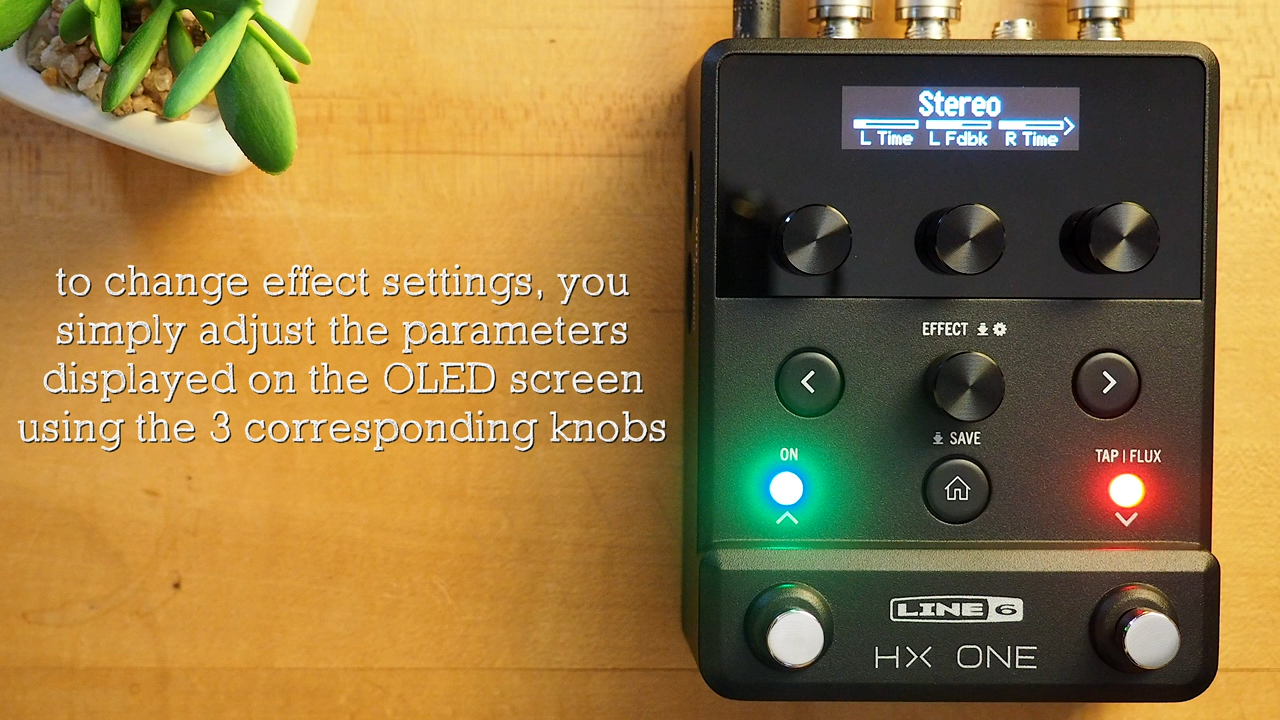 to change effect settings, you
simply adjust the parameters
displayed on the OLED screen
using the 3 corresponding knobs
Stereo
L Time L Fdbk R Time
EFFECT
SAVE
ON
TAP | FLUX
LINE 6
HX ONE